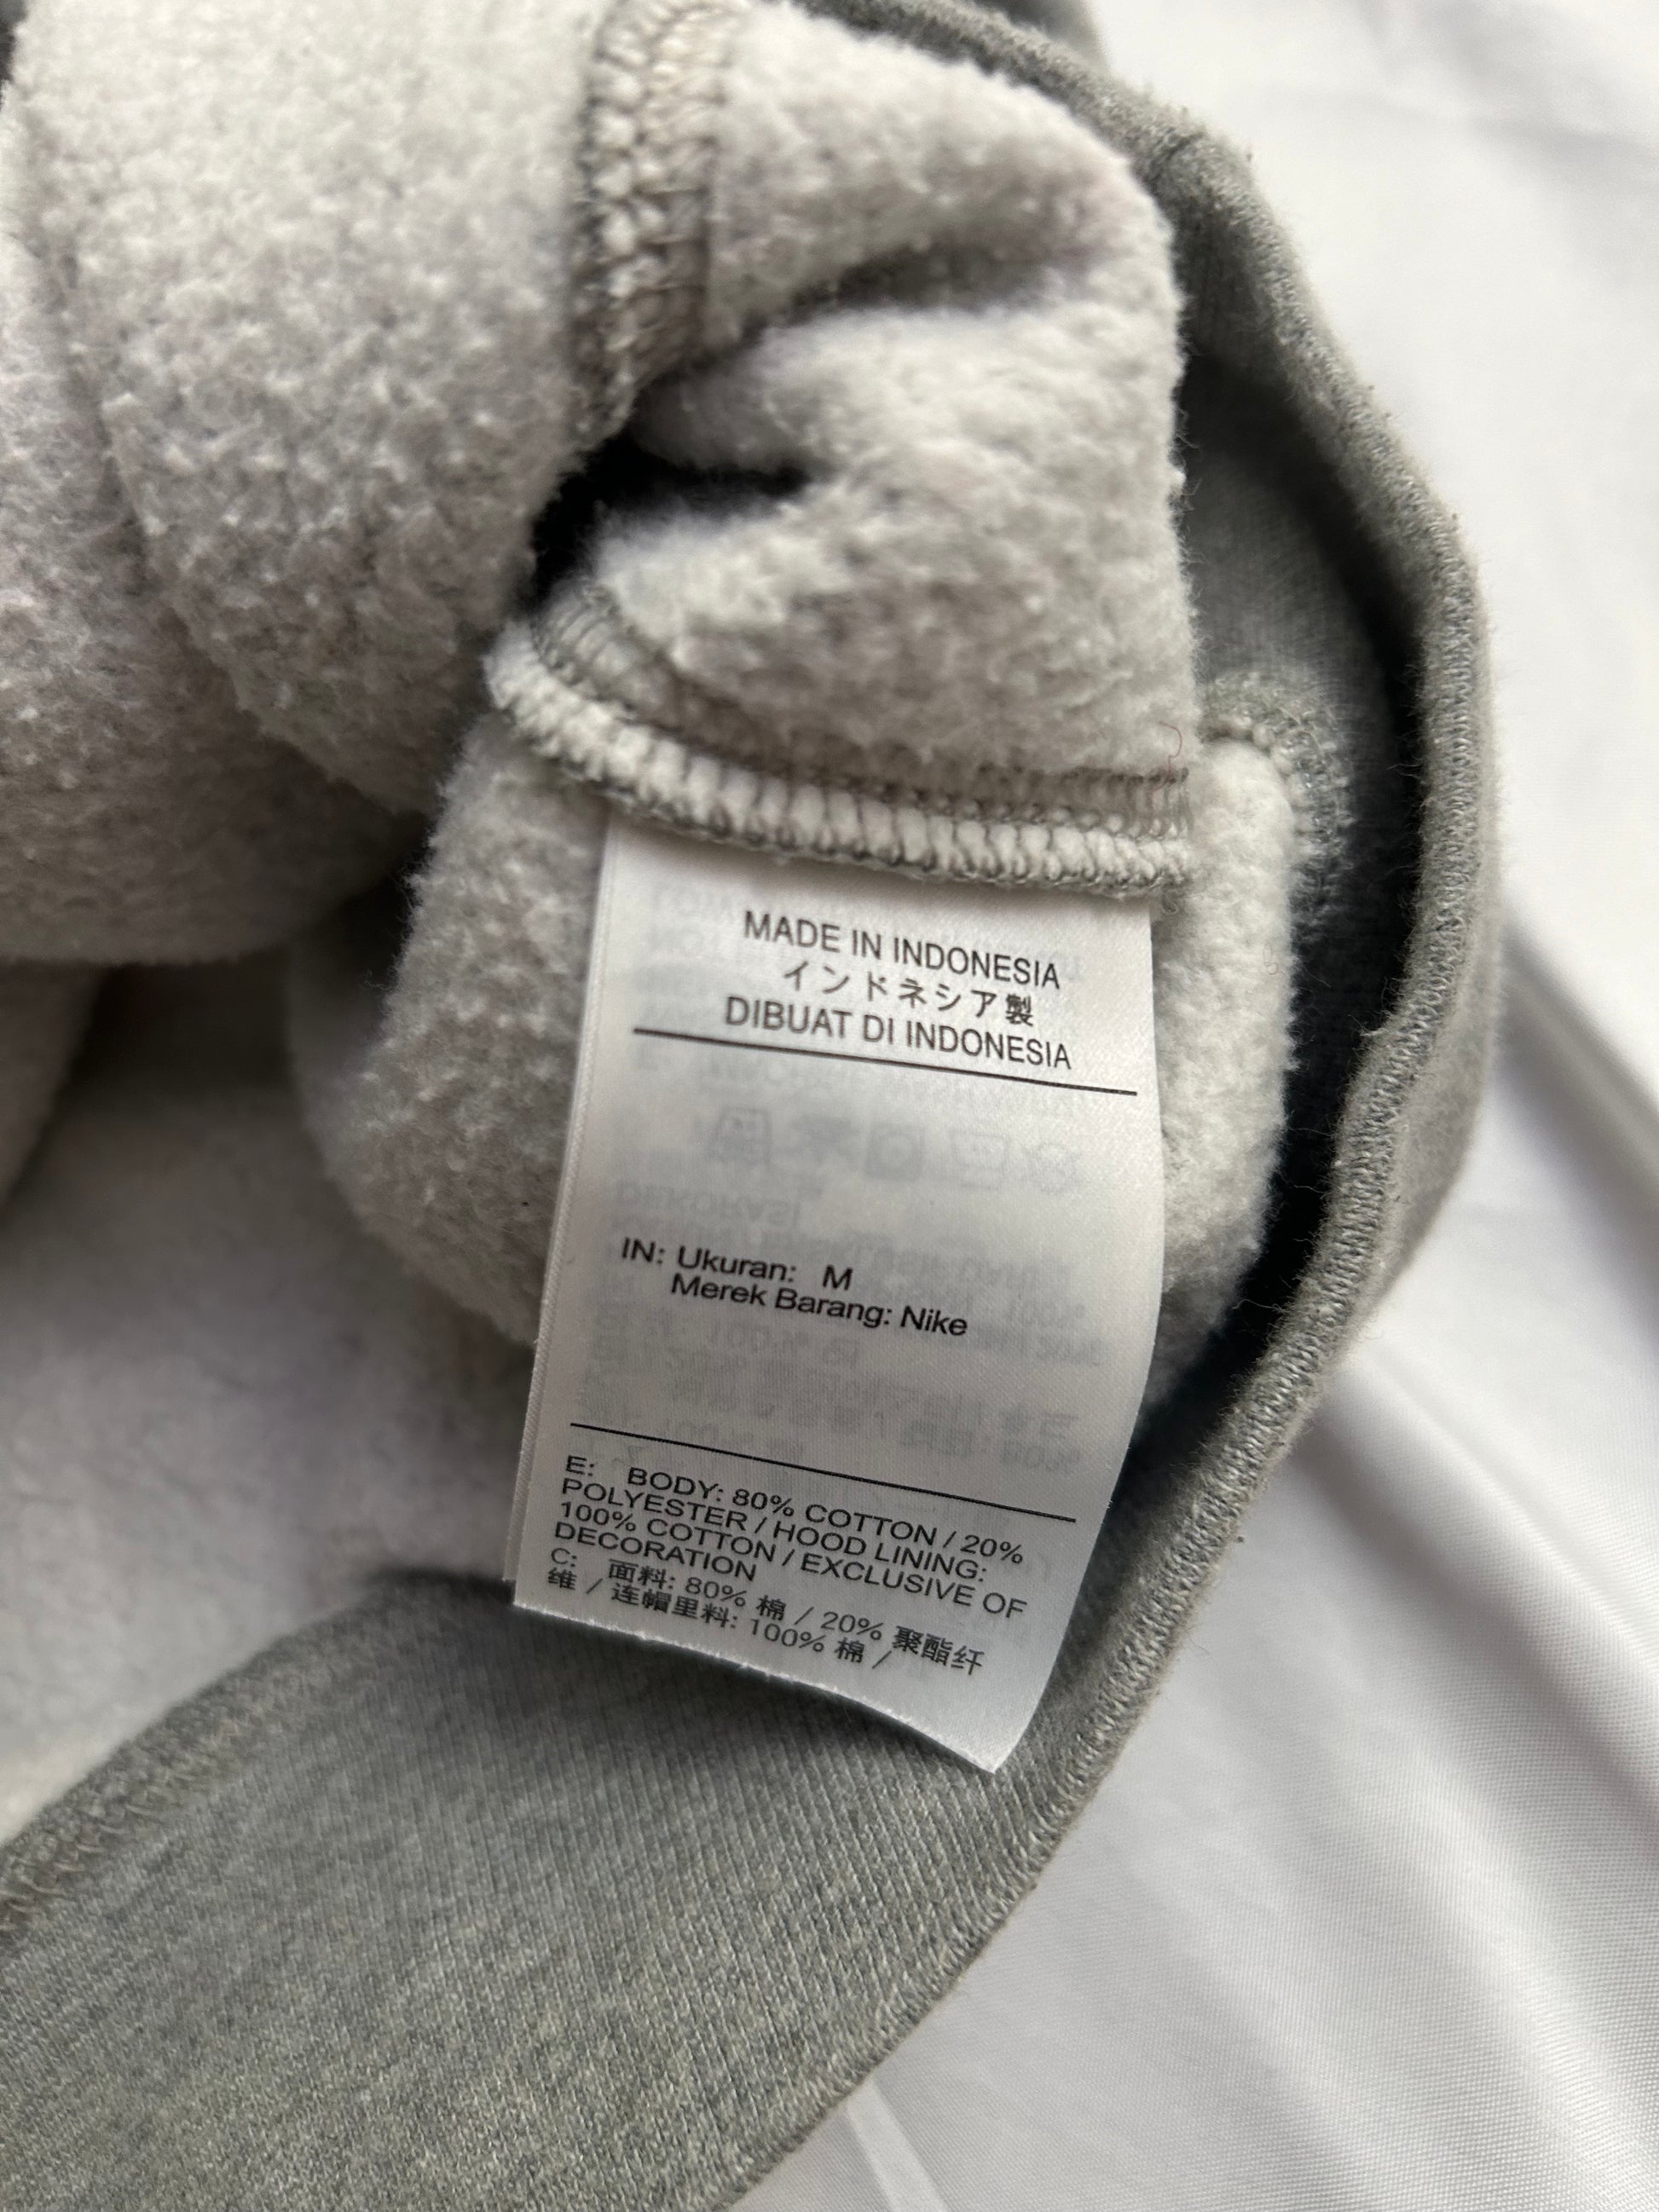 MADE IN INDONESIA
インドネシア製
DIBUAT DI INDONESIA
IN: Ukuran: M
Merek Barang: Nike
E: BODY: 80% COTTON / 20%
POLYESTER / HOOD LINING:
100% COTTON / EXCLUSIVE OF
DECORATION
C: 面料: 80% 棉 / 20% 聚酯纤
维 / 连帽里料: 100% 棉 /